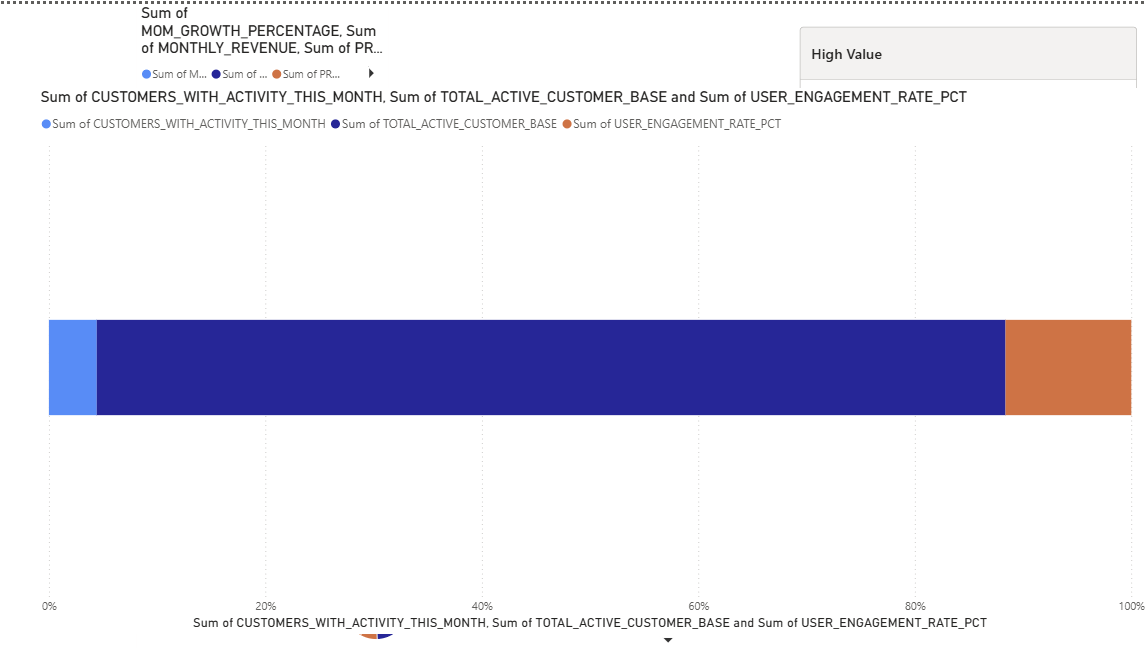 Sum of
MOM_GROWTH_PERCENTAGE, Sum
of MONTHLY_REVENUE, Sum of PR...
Sum of M... Sum of ... Sum of PR...
High Value
Sum of CUSTOMERS_WITH_ACTIVITY_THIS_MONTH, Sum of TOTAL_ACTIVE_CUSTOMER_BASE and Sum of USER_ENGAGEMENT_RATE_PCT
Sum of CUSTOMERS_WITH_ACTIVITY_THIS_MONTH Sum of TOTAL_ACTIVE_CUSTOMER_BASE Sum of USER_ENGAGEMENT_RATE_PCT
0% 20% 40% 60% 80% 100%
Sum of CUSTOMERS_WITH_ACTIVITY_THIS_MONTH, Sum of TOTAL_ACTIVE_CUSTOMER_BASE and Sum of USER_ENGAGEMENT_RATE_PCT